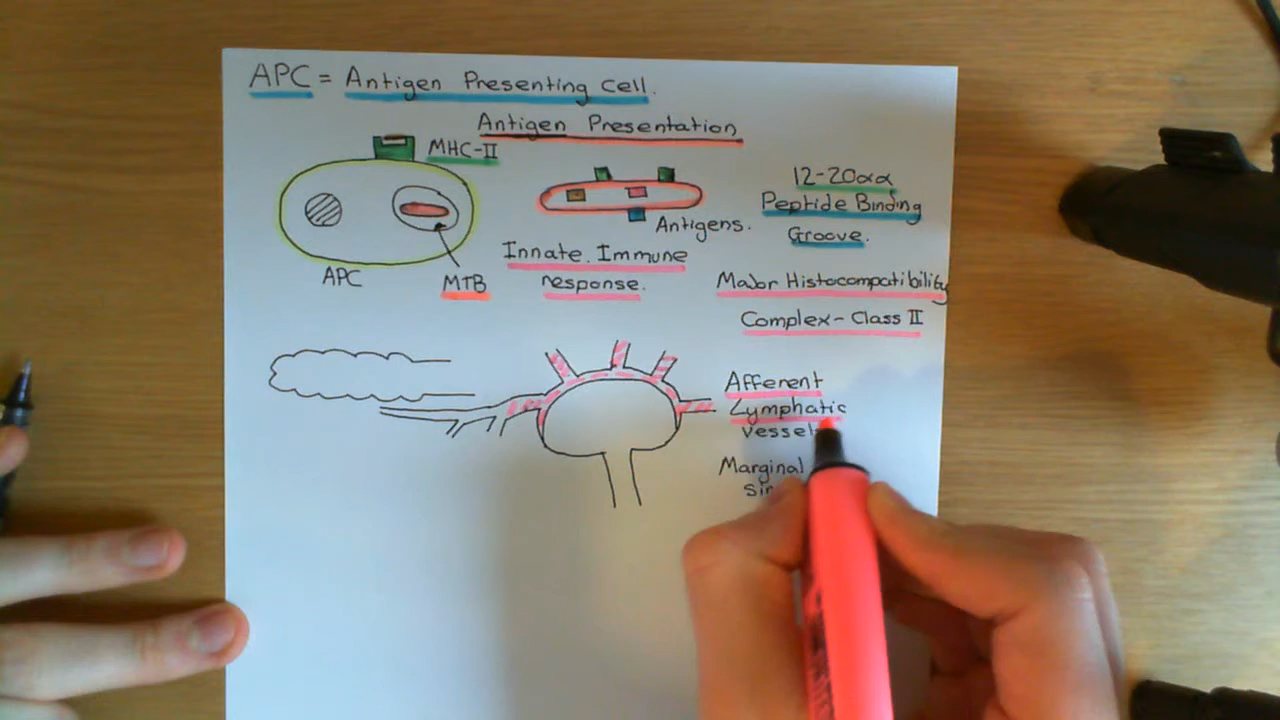 APC = Antigen Presenting Cell.
Antigen Presentation
MHC-II
12-20αα
Peptide Binding
Groove.
Antigens.
APC
MTB
Innate Immune
response.
Major Histocompatibility
Complex - Class II
Afferent
Lymphatic
Marginal